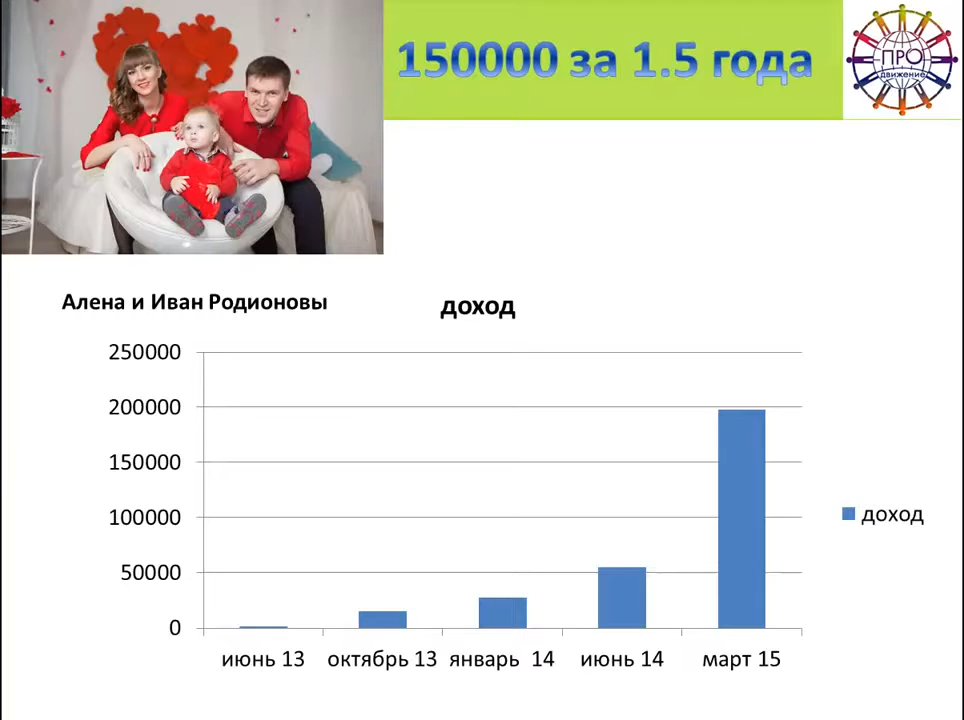 150000 за 1.5 года
ПРО
движение
Алена и Иван Родионовы
доход
250000
200000
150000
100000
50000
0
июнь 13
октябрь 13
январь 14
июнь 14
март 15
доход